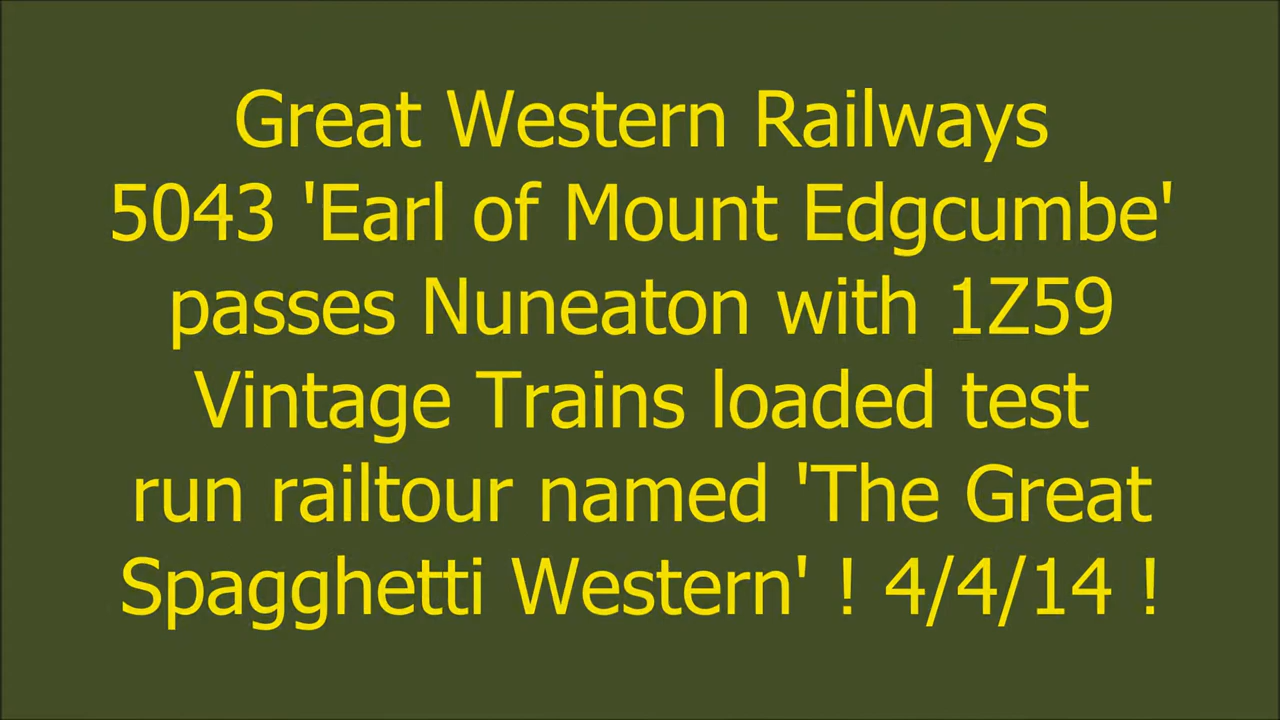 Great Western Railways
5043 'Earl of Mount Edgcumbe'
passes Nuneaton with 1Z59
Vintage Trains loaded test
run railtour named 'The Great
Spagghetti Western' ! 4/4/14 !